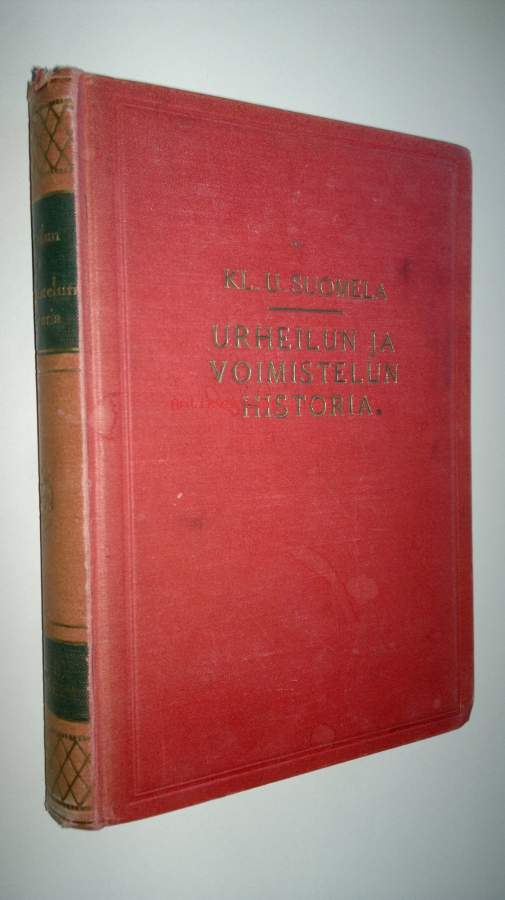 KL. U. SUOMELA
URHEILUN JA
VOIMISTELUN
HISTORIA.